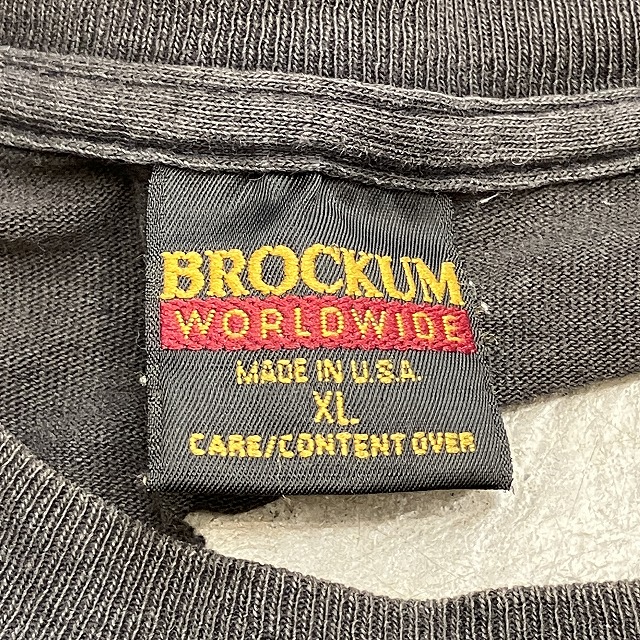 BROCKUM
WORLDWIDE
MADE IN U.S.A.
XL
CARE/CONTENT OVER